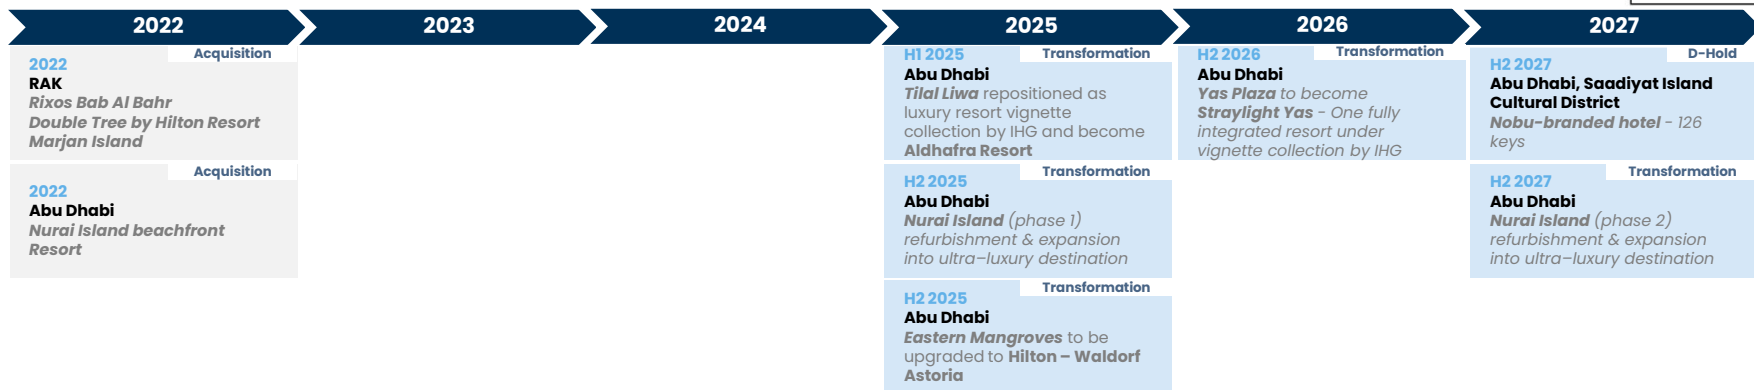 2022
2023
2024
2025
2026
2027
Acquisition
2022
RAK
Rixos Bab Al Bahr
Double Tree by Hilton Resort
Marjan Island
Acquisition
2022
Abu Dhabi
Nurai Island beachfront
Resort
Transformation
H1 2025
Abu Dhabi
Tilal Liwa repositioned as
luxury resort vignette
collection by IHG and become
Aldhafra Resort
Transformation
H2 2025
Abu Dhabi
Nurai Island (phase 1)
refurbishment & expansion
into ultra–luxury destination
Transformation
H2 2025
Abu Dhabi
Eastern Mangroves to be
upgraded to Hilton – Waldorf
Astoria
Transformation
H2 2026
Abu Dhabi
Yas Plaza to become
Straylight Yas - One fully
integrated resort under
vignette collection by IHG
D-Hold
H2 2027
Abu Dhabi, Saadiyat Island
Cultural District
Nobu-branded hotel - 126
keys
Transformation
H2 2027
Abu Dhabi
Nurai Island (phase 2)
refurbishment & expansion
into ultra–luxury destination